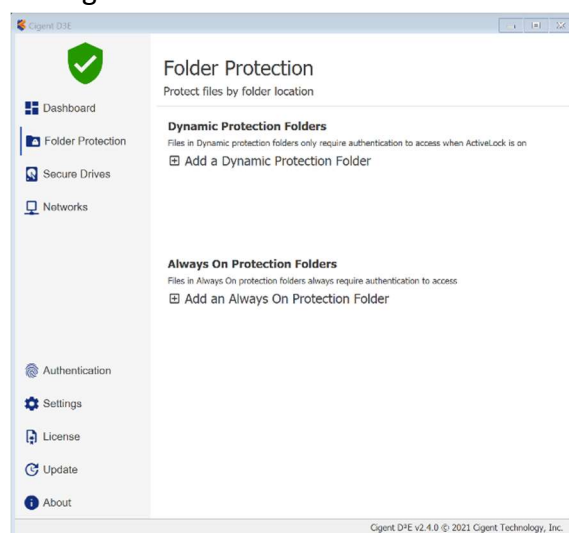 Cigent D3E
Dashboard
Folder Protection
Secure Drives
Networks
Authentication
Settings
License
Update
About
Folder Protection
Protect files by folder location
Dynamic Protection Folders
Files in Dynamic protection folders only require authentication to access when ActiveLock is on
Add a Dynamic Protection Folder
Always On Protection Folders
Files in Always On protection folders always require authentication to access
Add an Always On Protection Folder
Cigent D³E v2.4.0 © 2021 Cigent Technology, Inc.